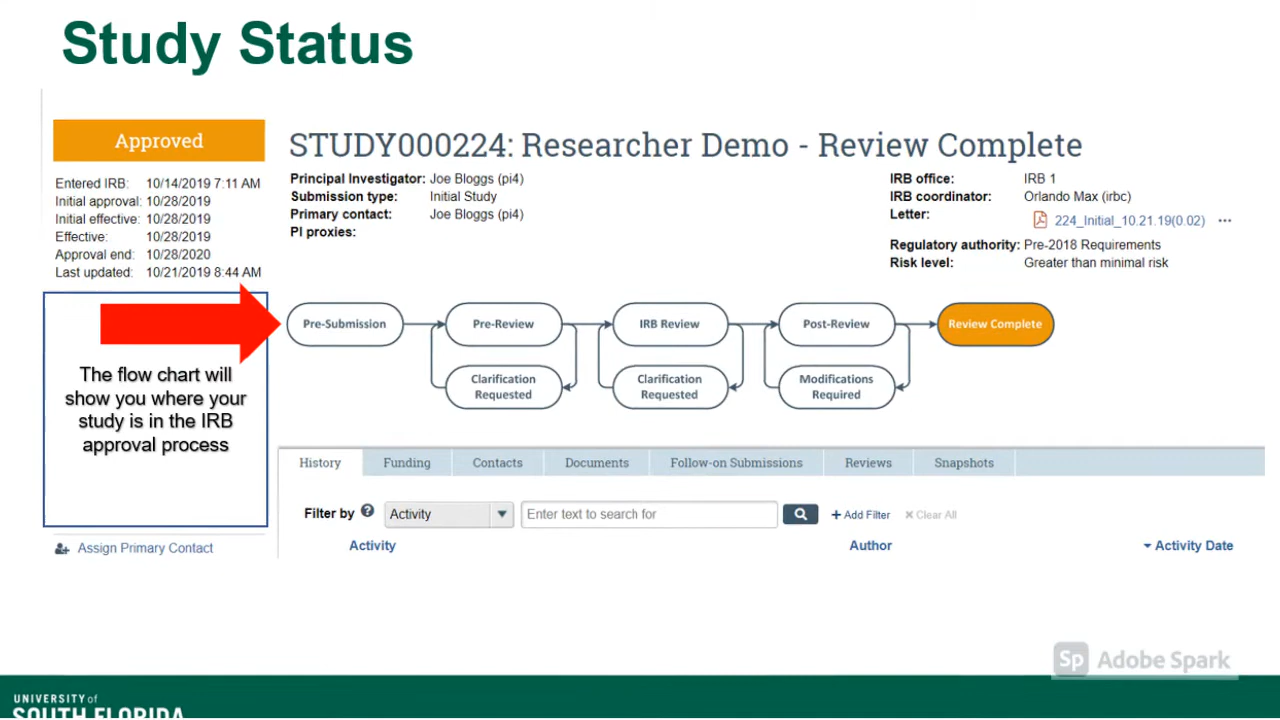 Study Status
Approved
STUDY000224: Researcher Demo - Review Complete
Entered IRB: 10/14/2019 7:11 AM
Initial approval: 10/28/2019
Initial effective: 10/28/2019
Effective: 10/28/2019
Approval end: 10/28/2020
Last updated: 10/21/2019 8:44 AM
Principal Investigator: Joe Bloggs (pi4)
Submission type: Initial Study
Primary contact: Joe Bloggs (pi4)
PI proxies:
IRB office: IRB 1
IRB coordinator: Orlando Max (irbc)
Letter: 224_Initial_10.21.19(0.02) ...
Regulatory authority: Pre-2018 Requirements
Risk level: Greater than minimal risk
The flow chart will
show you where your
study is in the IRB
approval process
Pre-Submission
Pre-Review
IRB Review
Post-Review
Review Complete
Clarification
Requested
Clarification
Requested
Modifications
Required
History Funding Contacts Documents Follow-on Submissions Reviews Snapshots
Filter by ? Activity Enter text to search for + Add Filter × Clear All
Assign Primary Contact
Activity Author Activity Date
Sp Adobe Spark
UNIVERSITY of
SOUTH FLORIDA